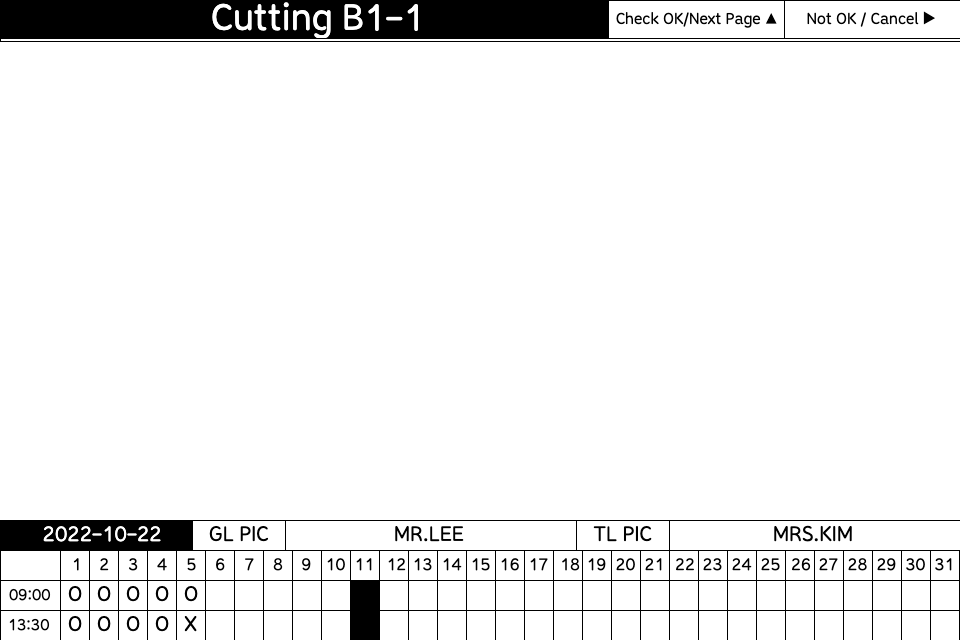 Cutting B1-1 Check OK/Next Page ▲ Not OK / Cancel ▶
2022-10-22 GL PIC MR.LEE TL PIC MRS.KIM
1 2 3 4 5 6 7 8 9 10 11 12 13 14 15 16 17 18 19 20 21 22 23 24 25 26 27 28 29 30 31
09:00 O O O O O
13:30 O O O O X